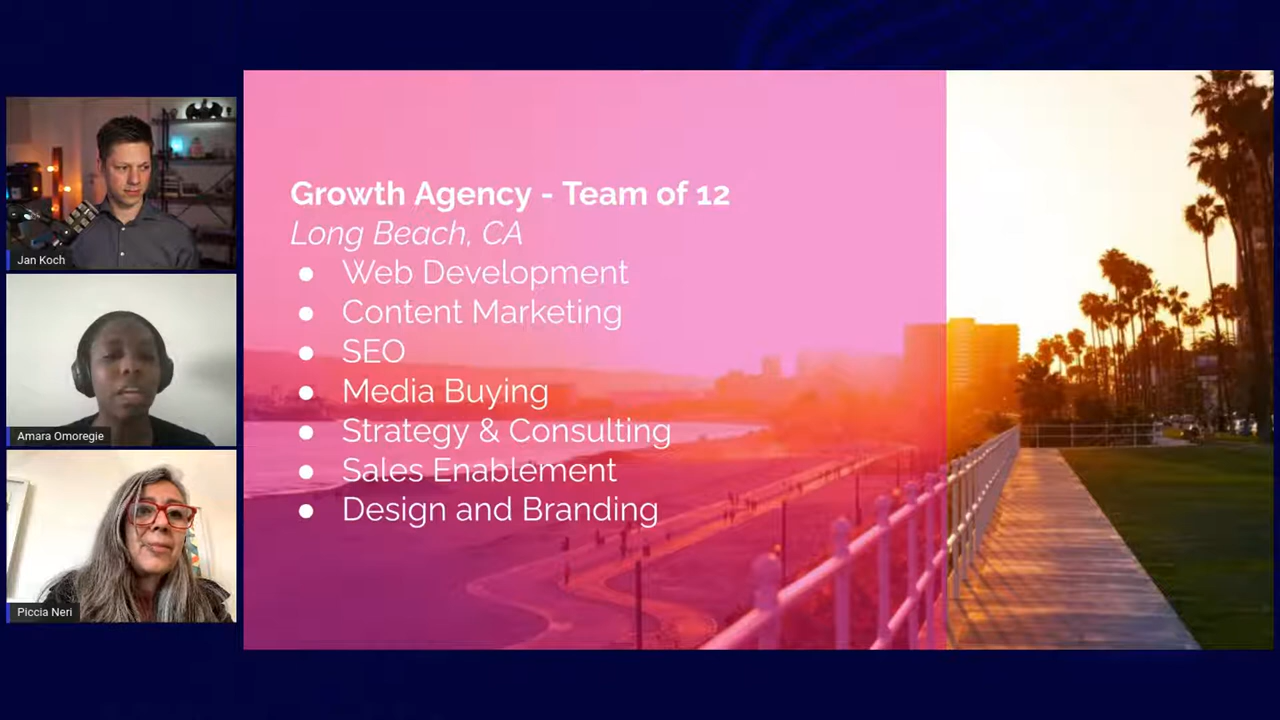 Jan Koch
Amara Omoregie
Piccia Neri
Growth Agency - Team of 12
Long Beach, CA
● Web Development
● Content Marketing
● SEO
● Media Buying
● Strategy & Consulting
● Sales Enablement
● Design and Branding